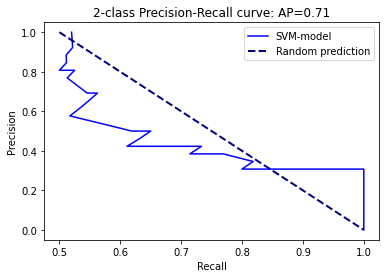 2-class Precision-Recall curve: AP=0.71
SVM-model
Random prediction
Precision
1.0
0.8
0.6
0.4
0.2
0.0
0.5 0.6 0.7 0.8 0.9 1.0
Recall